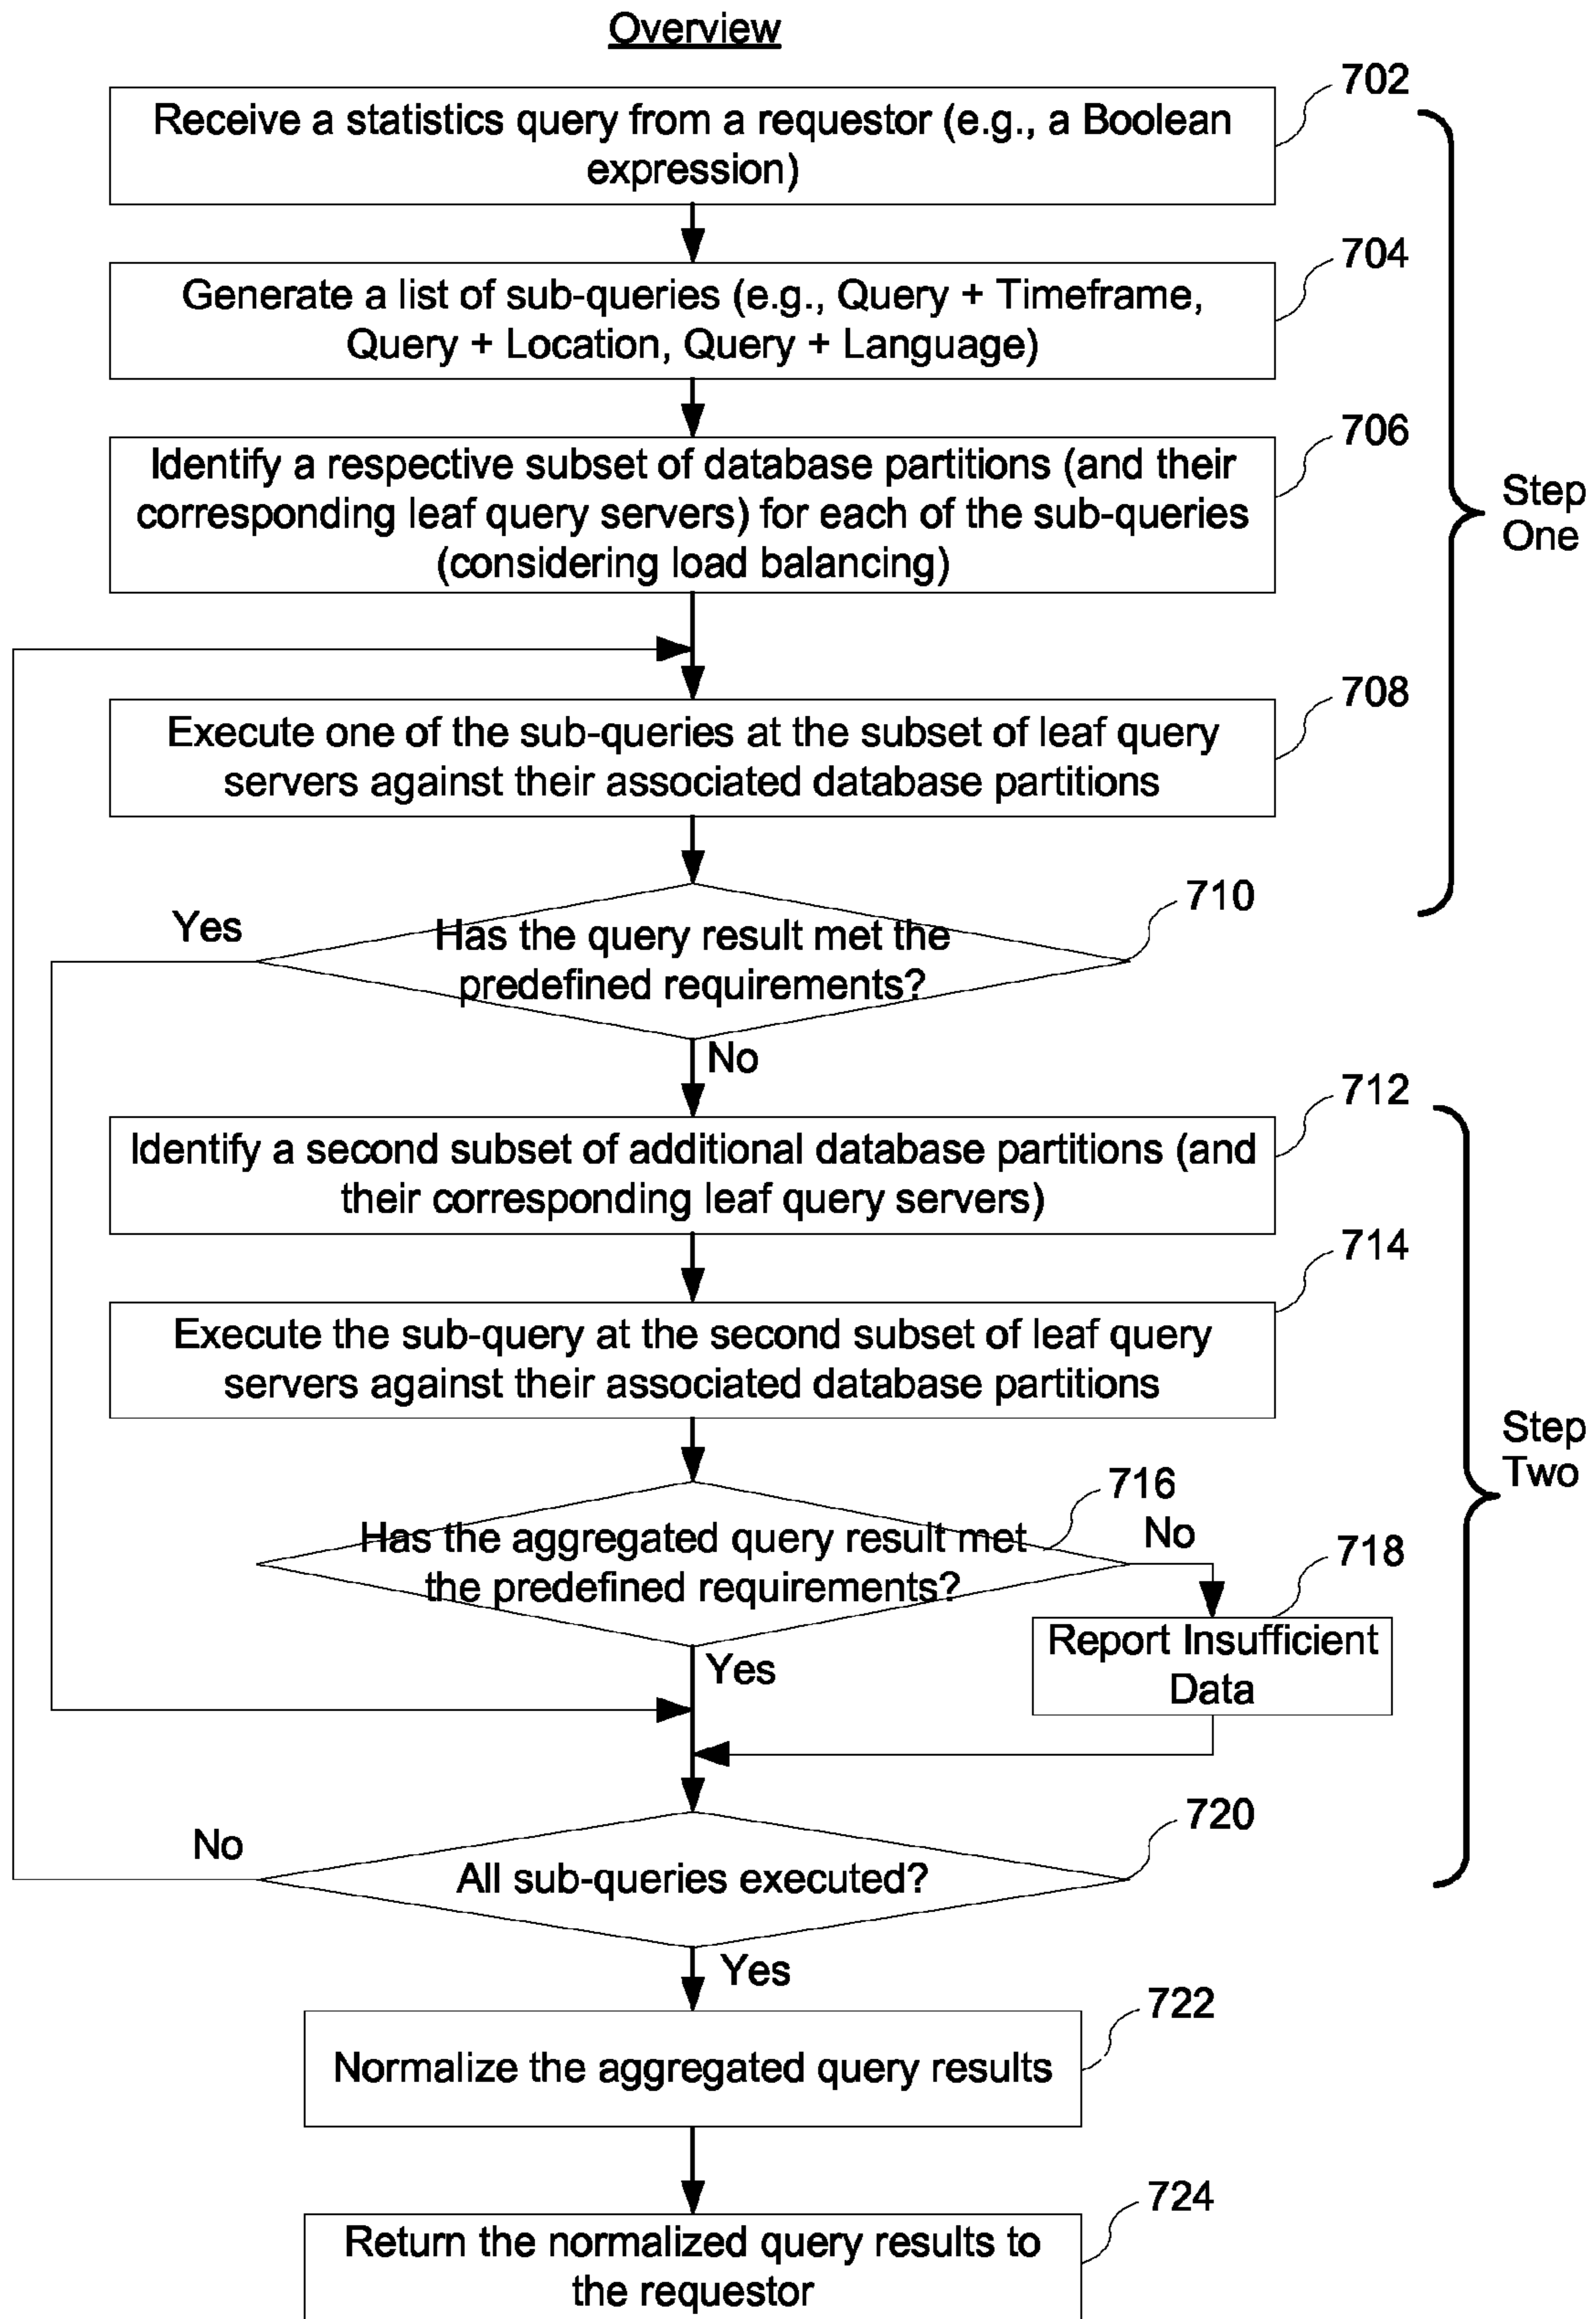 Overview
702
Receive a statistics query from a requestor (e.g., a Boolean
expression)
704
Generate a list of sub-queries (e.g., Query + Timeframe,
Query + Location, Query + Language)
706
Identify a respective subset of database partitions (and their
corresponding leaf query servers) for each of the sub-queries
(considering load balancing)
Step
One
708
Execute one of the sub-queries at the subset of leaf query
servers against their associated database partitions
710
Yes
Has the query result met the
predefined requirements?
No
712
Identify a second subset of additional database partitions (and
their corresponding leaf query servers)
714
Execute the sub-query at the second subset of leaf query
servers against their associated database partitions
Step
Two
716
Has the aggregated query result met
the predefined requirements?
No
718
Report Insufficient
Data
Yes
720
No
All sub-queries executed?
Yes
722
Normalize the aggregated query results
724
Return the normalized query results to
the requestor